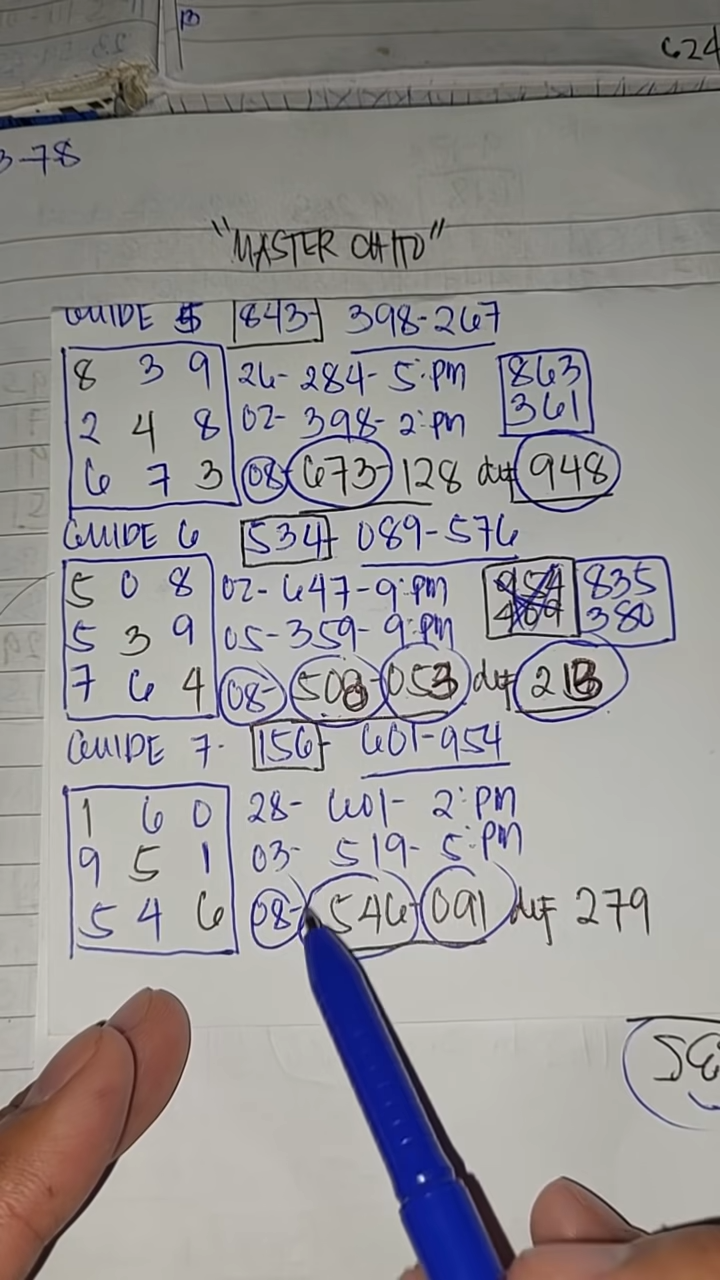 624
3-78
"MASTER CHITO"
GUIDE 5 843- 398-267
8 3 9 26- 284- 5:pm 863
2 4 8 02- 398- 2:pm 361
6 7 3 08- 673- 128 def 948
GUIDE 6 534- 089-576
5 0 8 02-647-9:pm 835
5 3 9 05-359-9:pm 380
7 6 4 08- 508- 053 def 213
GUIDE 7- 156- 601-954
1 6 0 28- 601- 2:pm
9 5 1 03- 519- 5:pm
5 4 6 08- 546- 091 def 279